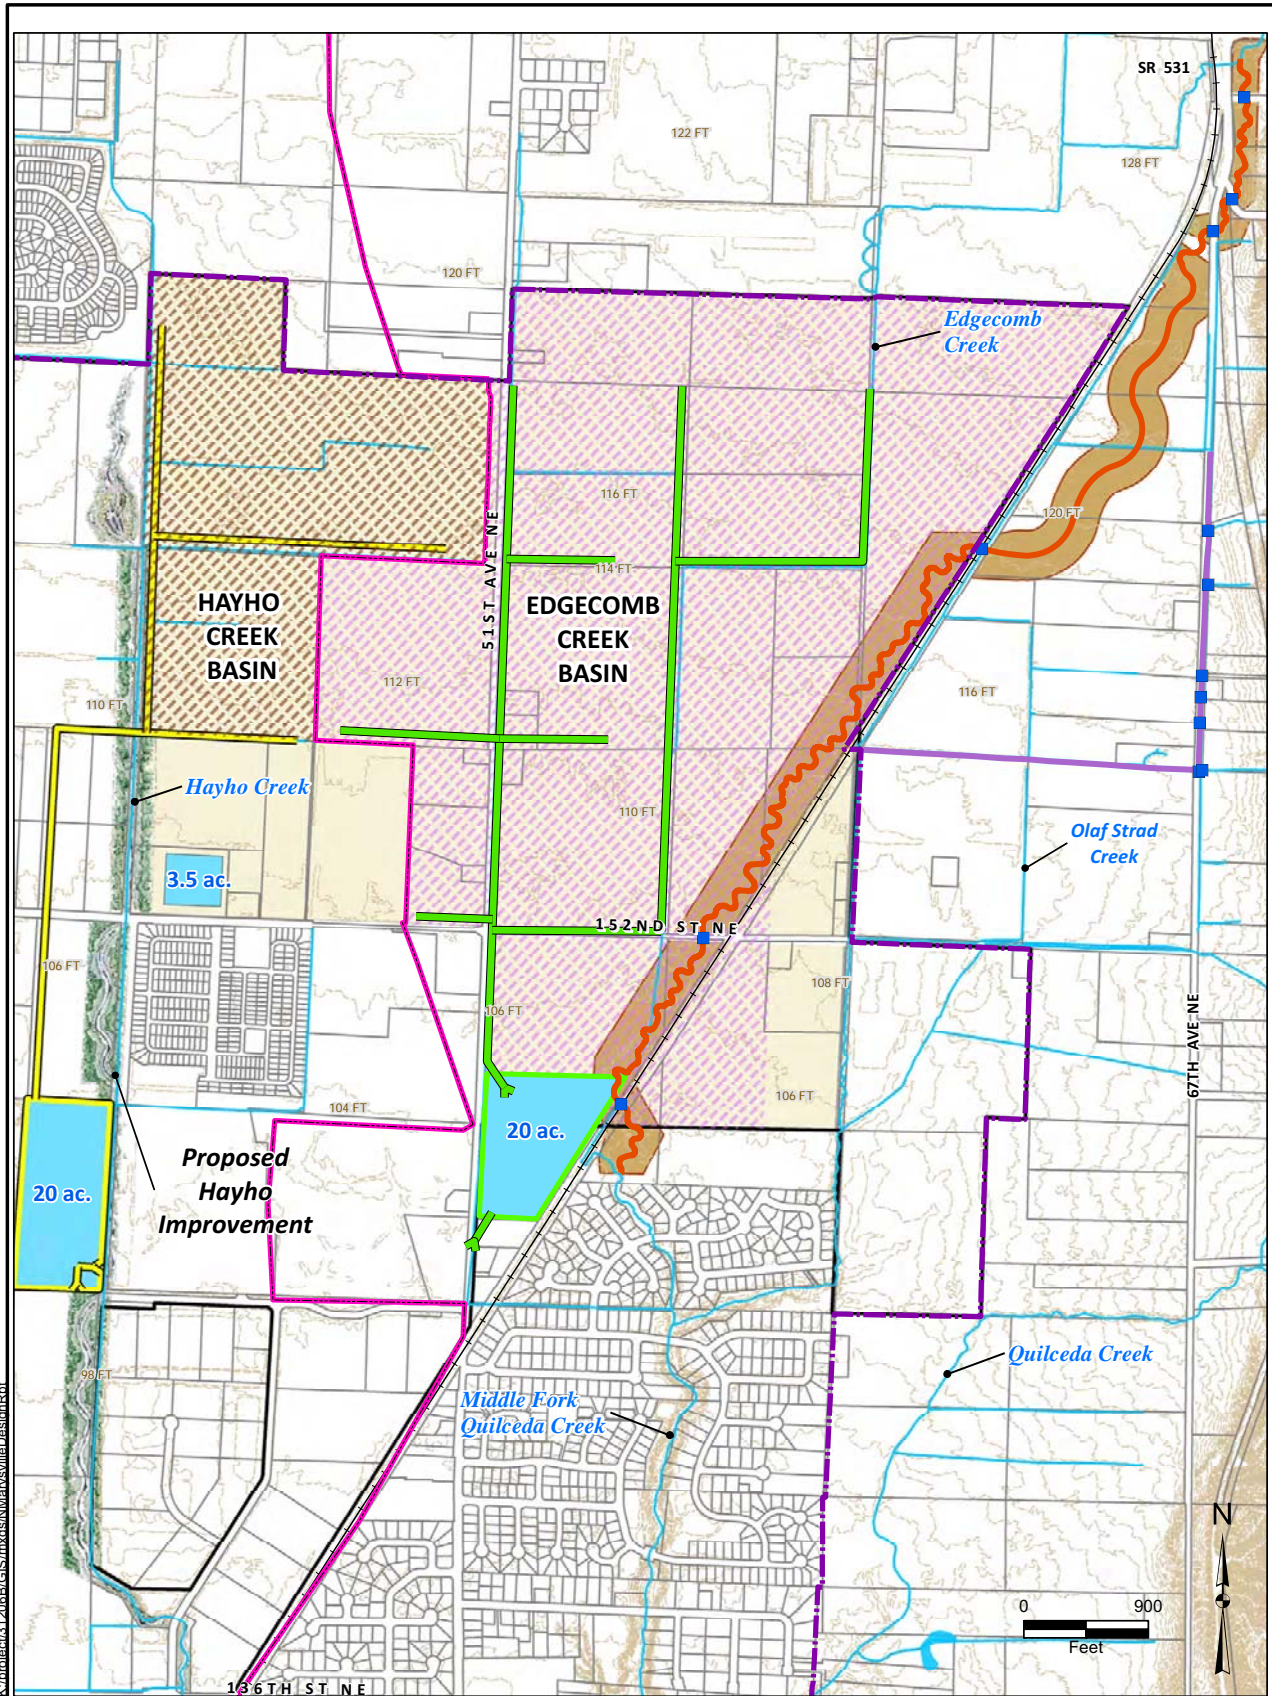 SR 531
122 FT
128 FT
120 FT
Edgecomb
Creek
116 FT
120 FT
51ST AVE NE
114 FT
HAYHO
CREEK
BASIN
EDGECOMB
CREEK
BASIN
112 FT
116 FT
110 FT
Hayho Creek
110 FT
Olaf Strad
Creek
3.5 ac.
152ND ST NE
106 FT
108 FT
106 FT
67TH AVE NE
106 FT
104 FT
20 ac.
Proposed
Hayho
Improvement
20 ac.
Quilceda Creek
98 FT
Middle Fork
Quilceda Creek
N
0 900
Feet
136TH ST NE